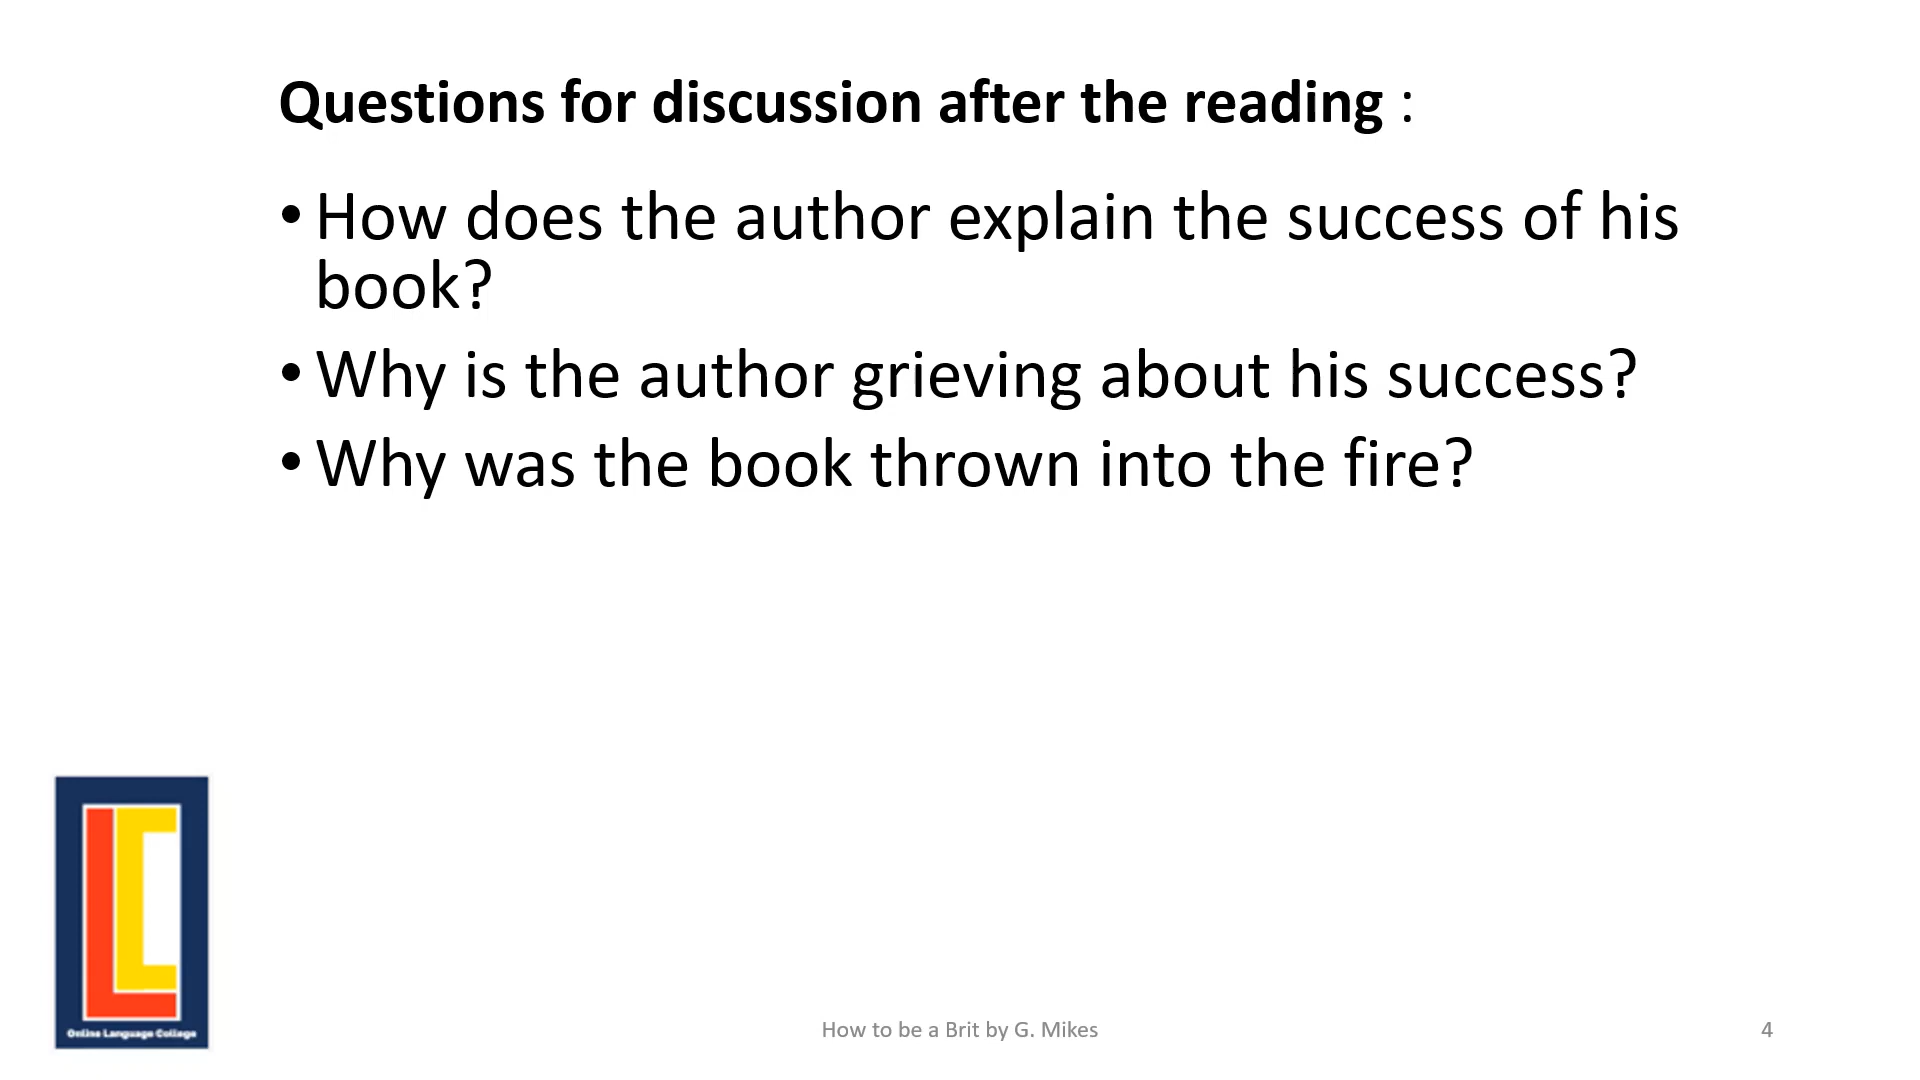 Questions for discussion after the reading :
• How does the author explain the success of his
book?
• Why is the author grieving about his success?
• Why was the book thrown into the fire?
Online Language College
How to be a Brit by G. Mikes
4